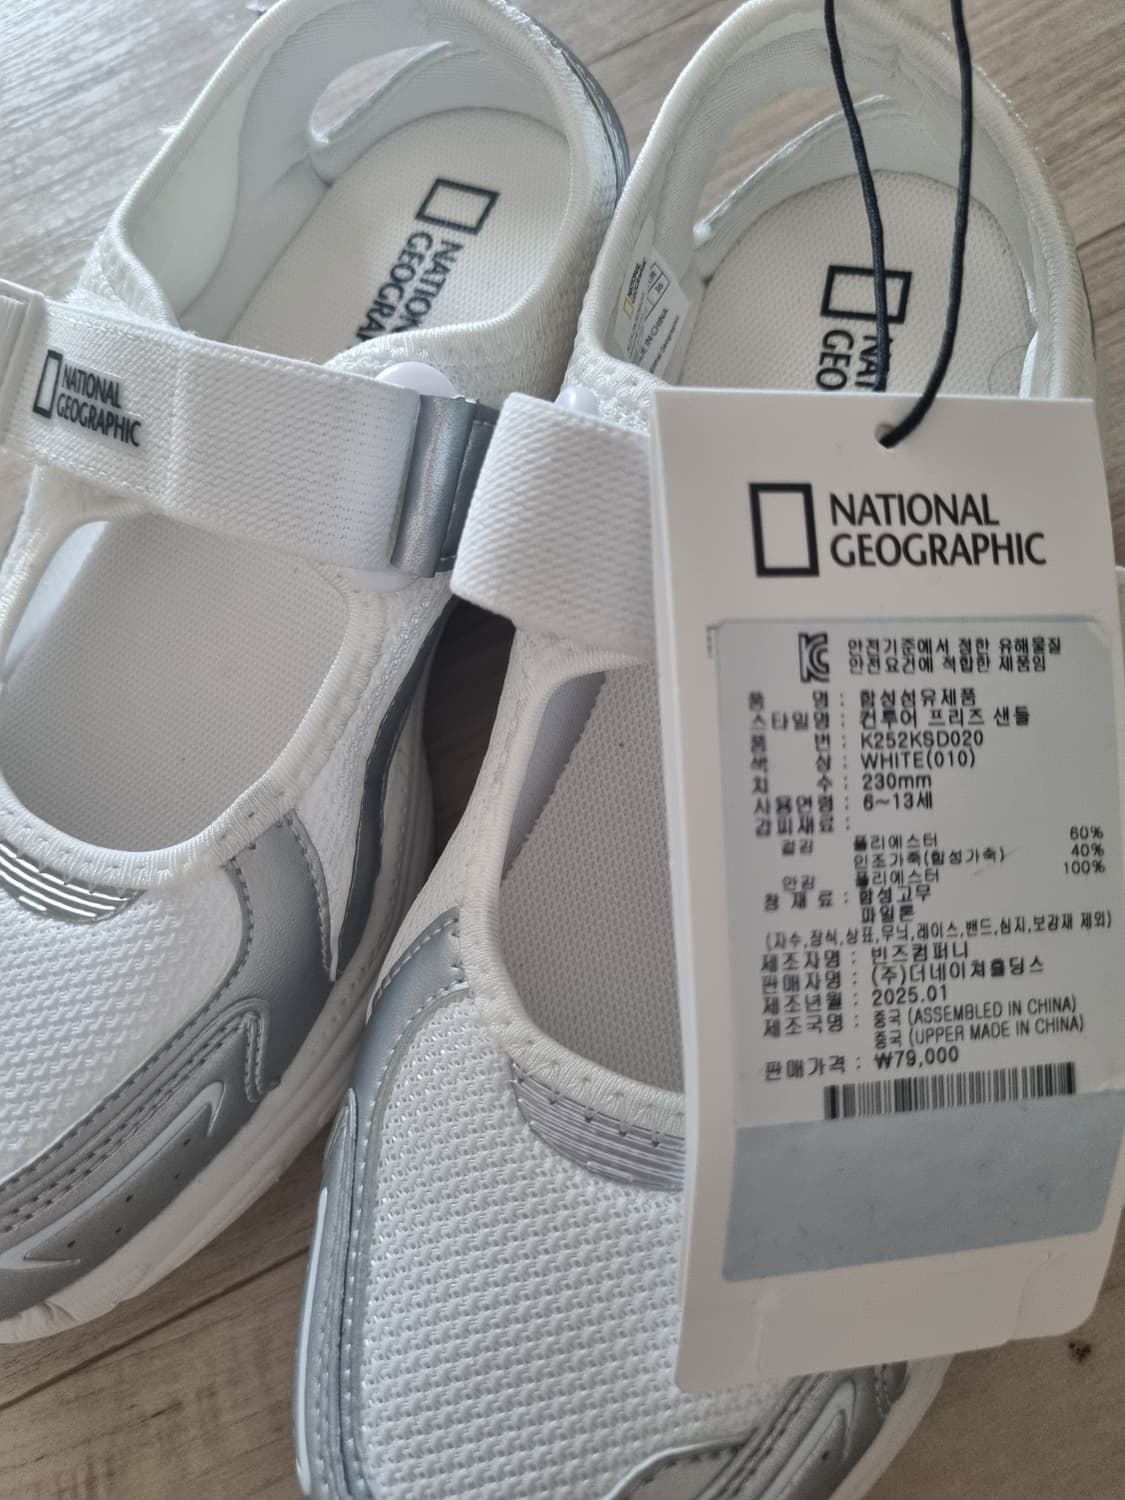 NATIONAL
GEOGRAPHIC
NATIONAL
GEOGRAPHIC
NATIONAL
GEOGRAPHIC
36
MADE IN CHINA
NATIONAL
GEOGRAPHIC
KC 안전기준에서 정한 유해물질
안전요건에 적합한 제품임
품 명 : 합성섬유제품
스타일명 : 컨투어 프리즈 샌들
품 번 : K252KSD020
색 상 : WHITE(010)
치 수 : 230mm
사용연령 : 6~13세
갑피재료 :
겉감 폴리에스터 60%
인조가죽(합성가죽) 40%
안감 폴리에스터 100%
창 재 료 : 합성고무
파일론
(자수,장식,상표,무늬,레이스,밴드,심지,보강재 제외)
제조자명 : 빈즈컴퍼니
판매자명 : (주)더네이쳐홀딩스
제조년월 : 2025.01
제조국명 : 중국 (ASSEMBLED IN CHINA)
중국 (UPPER MADE IN CHINA)
판매가격 : ₩79,000